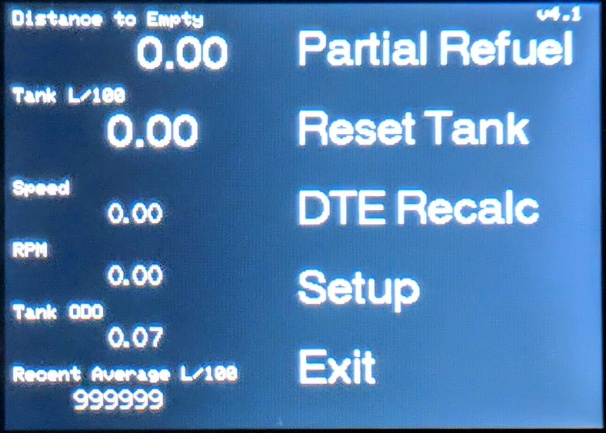 Distance to Empty
0.00
Tank L/100
0.00
Speed
0.00
RPM
0.00
Tank ODO
0.07
Recent Average L/100
999999
v4.1
Partial Refuel
Reset Tank
DTE Recalc
Setup
Exit